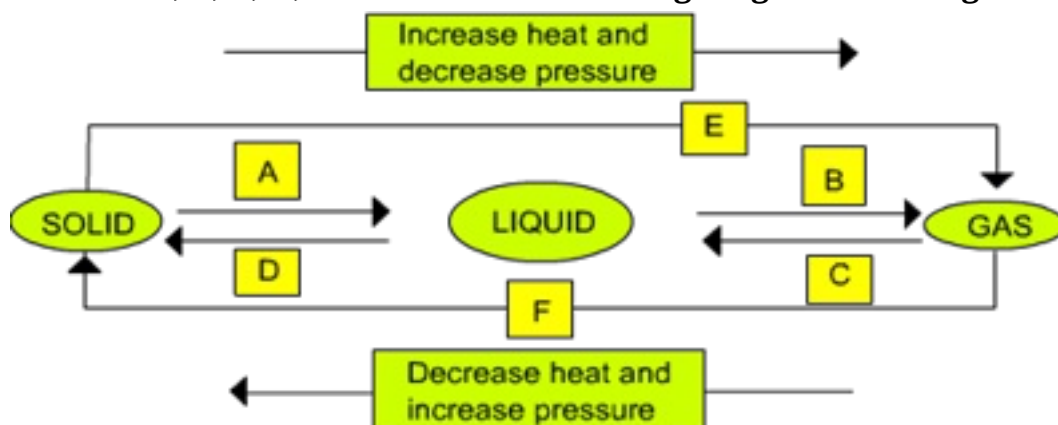 Increase heat and
decrease pressure
E
A
B
SOLID
LIQUID
GAS
D
C
F
Decrease heat and
increase pressure